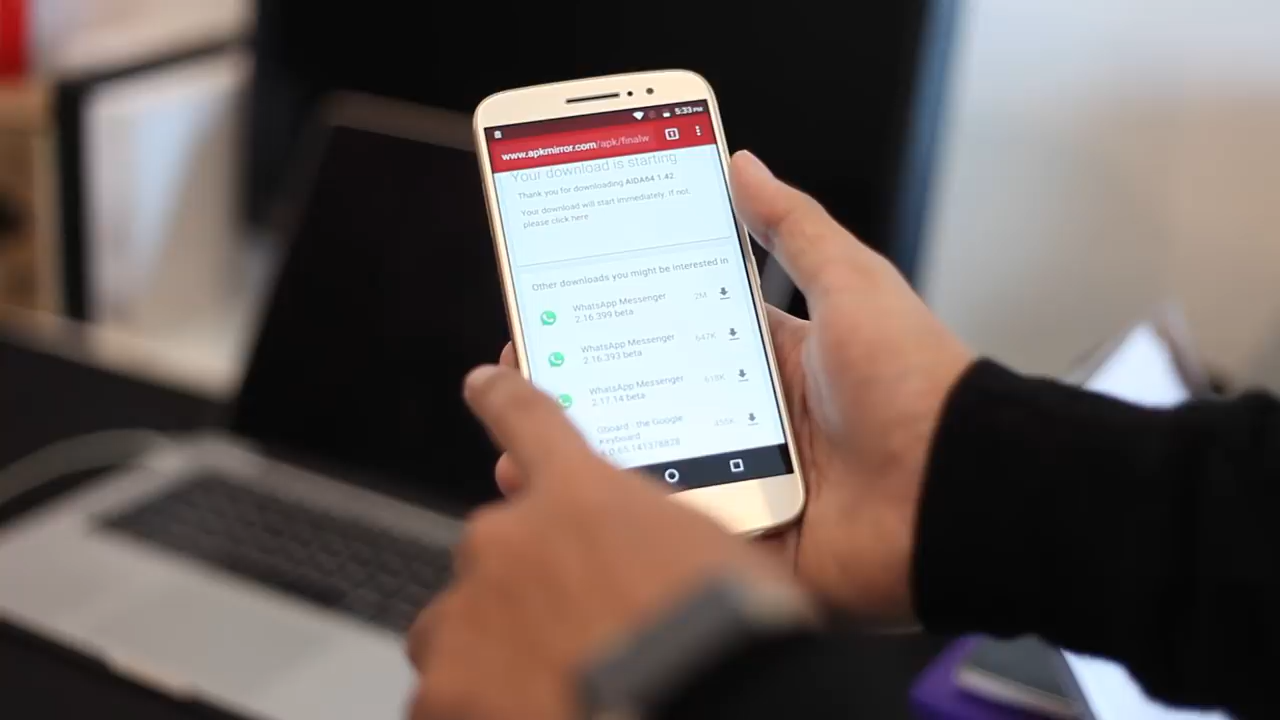 5:33 PM
www.apkmirror.com/apk/finalw
1
Your download is starting
Thank you for downloading AIDA64 1.42.
Your download will start immediately. If not,
please click here
Other downloads you might be interested in
WhatsApp Messenger
2.16.399 beta
2M
WhatsApp Messenger
2.16.393 beta
647K
WhatsApp Messenger
2.17.14 beta
618K
Gboard - the Google
Keyboard